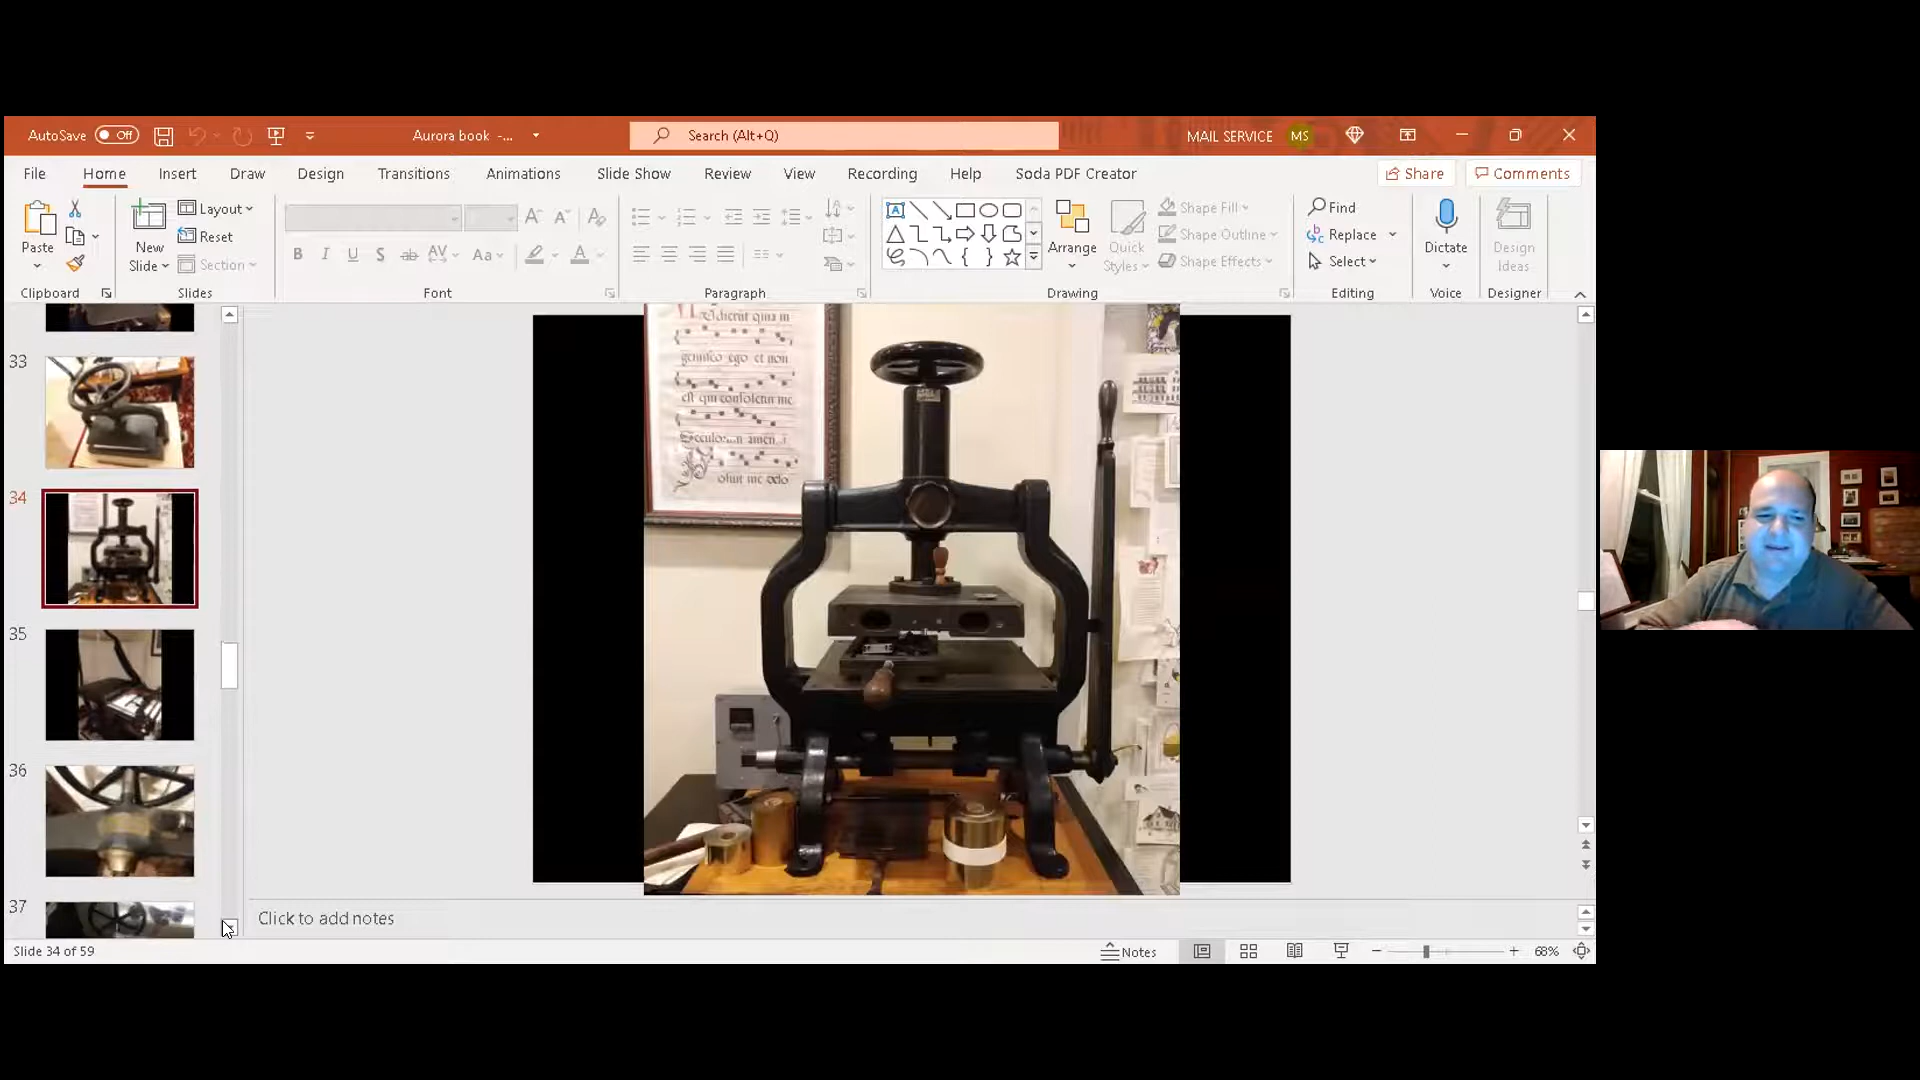 AutoSave Off Aurora book -... Search (Alt+Q) MAIL SERVICE MS
File Home Insert Draw Design Transitions Animations Slide Show Review View Recording Help Soda PDF Creator Share Comments
Paste
New
Slide
Layout
Reset
Section
B I U S ab AV Aa A
Arrange
Quick
Styles
Shape Fill
Shape Outline
Shape Effects
Find
Replace
Select
Dictate
Design
Ideas
Clipboard Slides Font Paragraph Drawing Editing Voice Designer
33
34
35
36
37
genisco ego et non
est qui consoletur me
amen
Click to add notes
Slide 34 of 59 Notes 68%